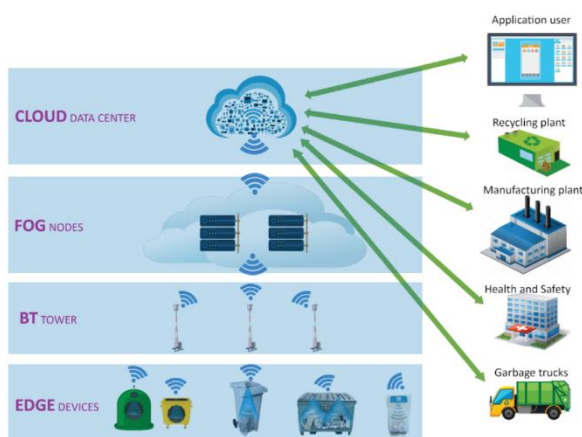 Application user
CLOUD DATA CENTER
Recycling plant
Manufacturing plant
FOG NODES
Health and Safety
BT TOWER
Garbage trucks
EDGE DEVICES